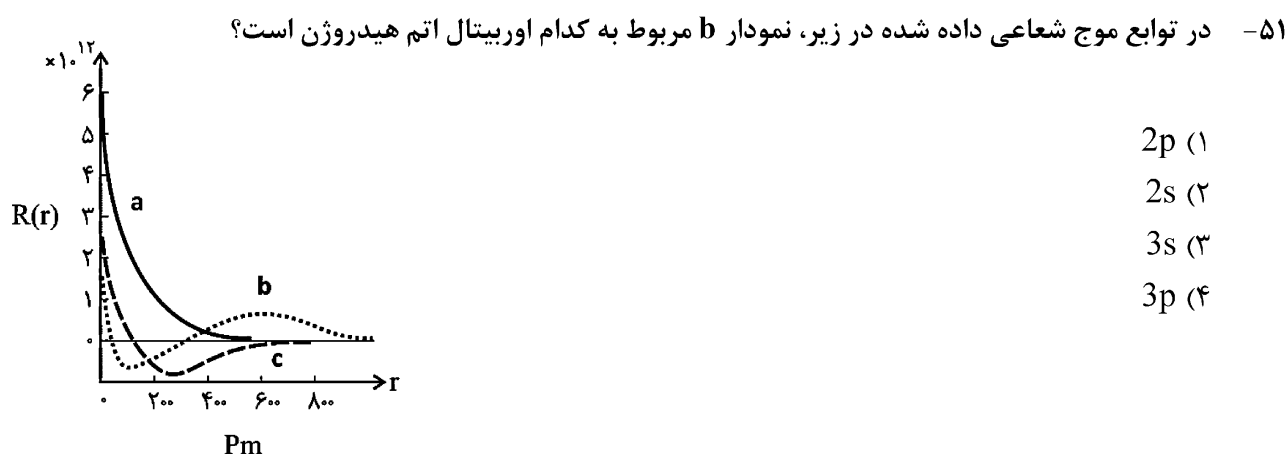 ۵۱- در توابع موج شعاعی داده شده در زیر، نمودار b مربوط به کدام اوربیتال اتم هیدروژن است؟
۱) 2p
۲) 2s
۳) 3s
۴) 3p
×۱۰ ۱۲
۶
۵
۴
۳
۲
۱
۰
R(r)
a
b
c
r
۰ ۲۰۰ ۴۰۰ ۶۰۰ ۸۰۰
Pm